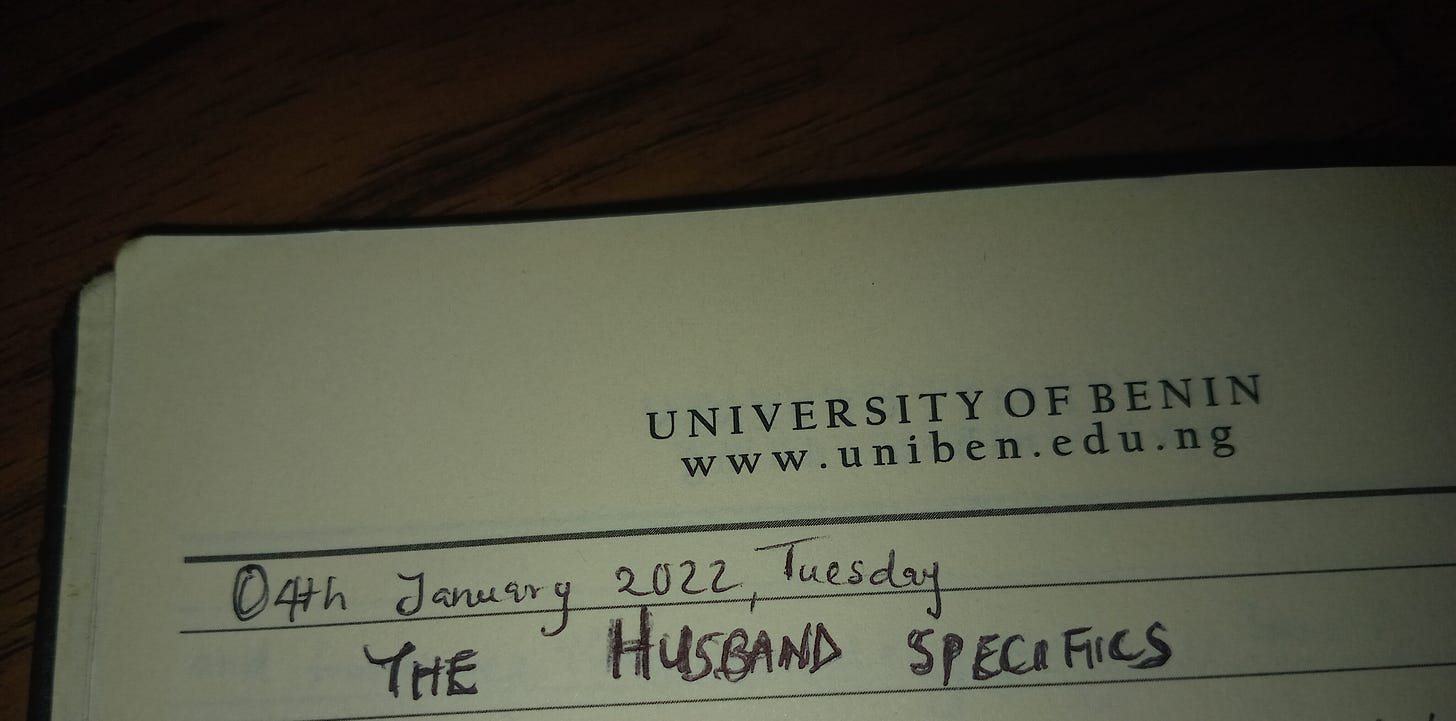 UNIVERSITY OF BENIN
www.uniben.edu.ng
04th January 2022, Tuesday
THE HUSBAND SPECIFICS